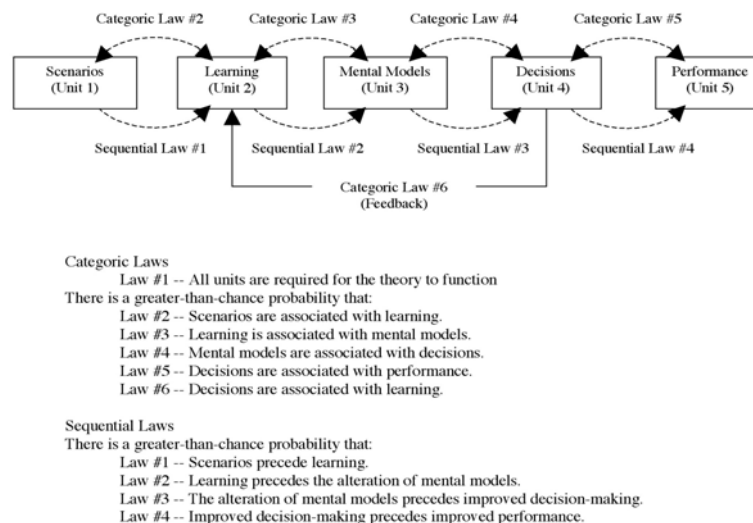 Categoric Law #2 Categoric Law #3 Categoric Law #4 Categoric Law #5
Scenarios Learning Mental Models Decisions Performance
(Unit 1) (Unit 2) (Unit 3) (Unit 4) (Unit 5)
Sequential Law #1 Sequential Law #2 Sequential Law #3 Sequential Law #4
Categoric Law #6
(Feedback)
Categoric Laws
Law #1 -- All units are required for the theory to function
There is a greater-than-chance probability that:
Law #2 -- Scenarios are associated with learning.
Law #3 -- Learning is associated with mental models.
Law #4 -- Mental models are associated with decisions.
Law #5 -- Decisions are associated with performance.
Law #6 -- Decisions are associated with learning.
Sequential Laws
There is a greater-than-chance probability that:
Law #1 -- Scenarios precede learning.
Law #2 -- Learning precedes the alteration of mental models.
Law #3 -- The alteration of mental models precedes improved decision-making.
Law #4 -- Improved decision-making precedes improved performance.